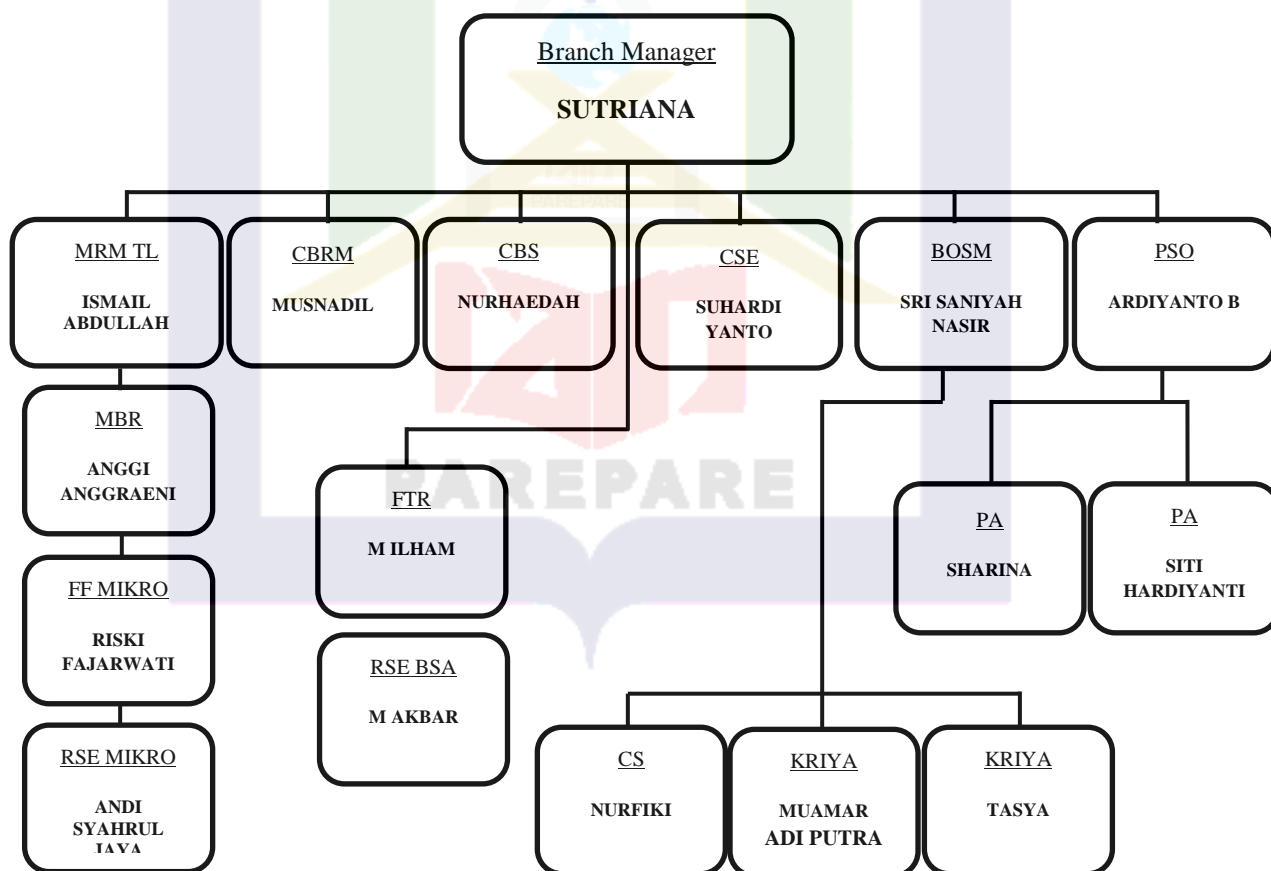 Branch Manager
SUTRIANA
MRM TL
ISMAIL
ABDULLAH
CBRM
MUSNADIL
CBS
NURHAEDAH
CSE
SUHARDI
YANTO
BOSM
SRI SANIYAH
NASIR
PSO
ARDIYANTO B
MBR
ANGGI
ANGGRAENI
FTR
M ILHAM
PA
SHARINA
PA
SITI
HARDIYANTI
FF MIKRO
RISKI
FAJARWATI
RSE BSA
M AKBAR
RSE MIKRO
ANDI
SYAHRUL
JAYA
CS
NURFIKI
KRIYA
MUAMAR
ADI PUTRA
KRIYA
TASYA
PAREPARE
PAREPARE